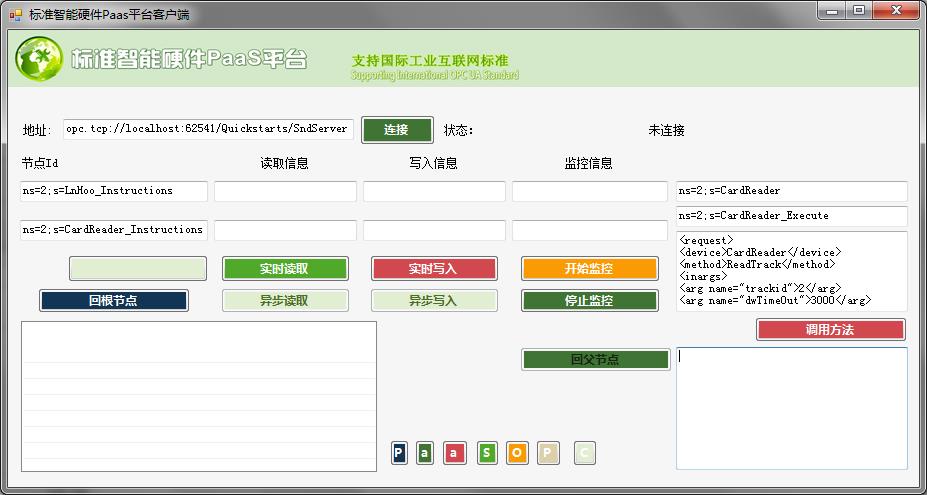 标准智能硬件Paas平台客户端
标准智能硬件PaaS平台
支持国际工业互联网标准
Supporting International OPC UA Standard
地址: opc.tcp://localhost:62541/Quickstarts/SndServer 连接 状态： 未连接
节点Id 读取信息 写入信息 监控信息
ns=2;s=LnHoo_Instructions ns=2;s=CardReader
ns=2;s=CardReader_Execute
ns=2;s=CardReader_Instructions
<request>
<device>CardReader</device>
<method>ReadTrack</method>
<inargs>
<arg name="trackid">2</arg>
<arg name="dwTimeOut">3000</arg>
实时读取 实时写入 开始监控
回根节点 异步读取 异步写入 停止监控
调用方法
回父节点
P a a S O P C